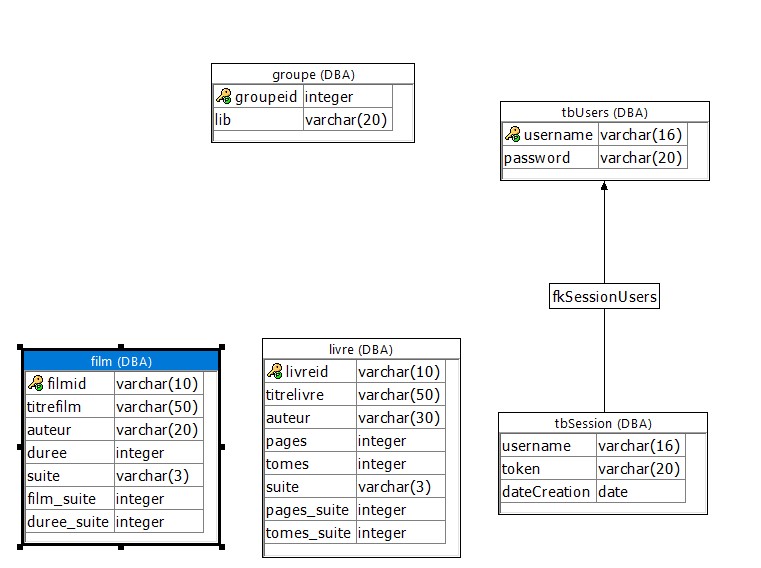 groupe (DBA)
groupeid integer
lib varchar(20)
tbUsers (DBA)
username varchar(16)
password varchar(20)
fkSessionUsers
film (DBA)
filmid varchar(10)
titrefilm varchar(50)
auteur varchar(20)
duree integer
suite varchar(3)
film_suite integer
duree_suite integer
livre (DBA)
livreid varchar(10)
titrelivre varchar(50)
auteur varchar(30)
pages integer
tomes integer
suite varchar(3)
pages_suite integer
tomes_suite integer
tbSession (DBA)
username varchar(16)
token varchar(20)
dateCreation date